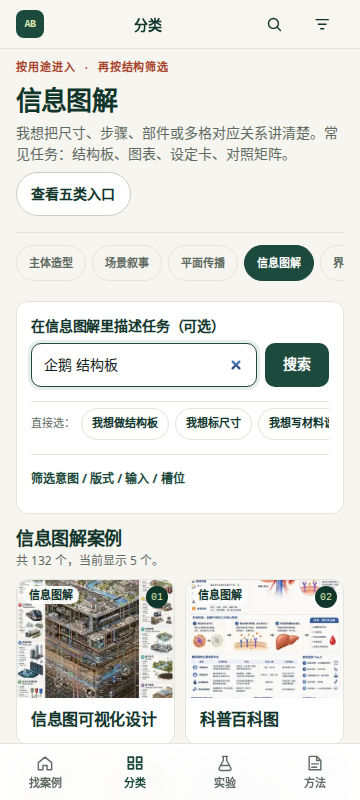 AB
分类
按用途进入 · 再按结构筛选
信息图解
我想把尺寸、步骤、部件或多格对应关系讲清楚。常
见任务：结构板、图表、设定卡、对照矩阵。
查看五类入口
主体造型 场景叙事 平面传播 信息图解 界
在信息图解里描述任务（可选）
企鹅 结构板
搜索
直接选： 我想做结构板 我想标尺寸 我想写材料
筛选意图 / 版式 / 输入 / 槽位
信息图解案例
共 132 个，当前显示 5 个。
信息图解 01
信息图可视化设计
信息图解 02
科普百科图
找案例 分类 实验 方法